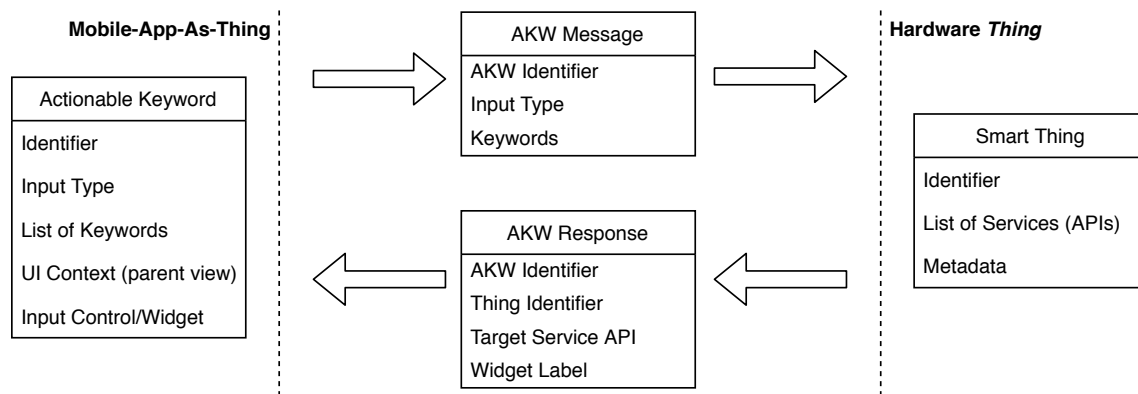 Mobile-App-As-Thing
Actionable Keyword
Identifier
Input Type
List of Keywords
UI Context (parent view)
Input Control/Widget
AKW Message
AKW Identifier
Input Type
Keywords
AKW Response
AKW Identifier
Thing Identifier
Target Service API
Widget Label
Hardware Thing
Smart Thing
Identifier
List of Services (APIs)
Metadata